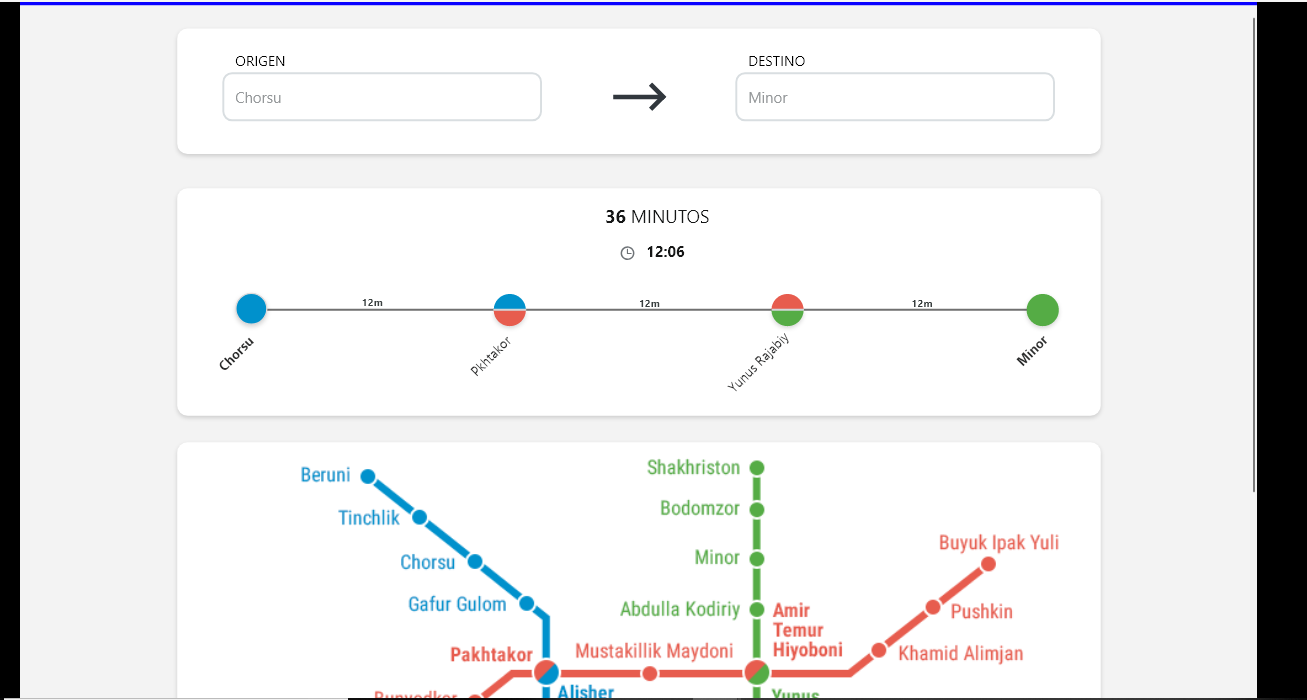 ORIGEN
Chorsu
DESTINO
Minor
36 MINUTOS
12:06
12m
12m
12m
Chorsu
Pkhtakor
Yunus Rajabiy
Minor
Beruni
Tinchlik
Chorsu
Gafur Gulom
Pakhtakor
Alisher
Shakhriston
Bodomzor
Minor
Abdulla Kodiriy
Mustakillik Maydoni
Amir
Temur
Hiyoboni
Yunus
Buyuk Ipak Yuli
Pushkin
Khamid Alimjan